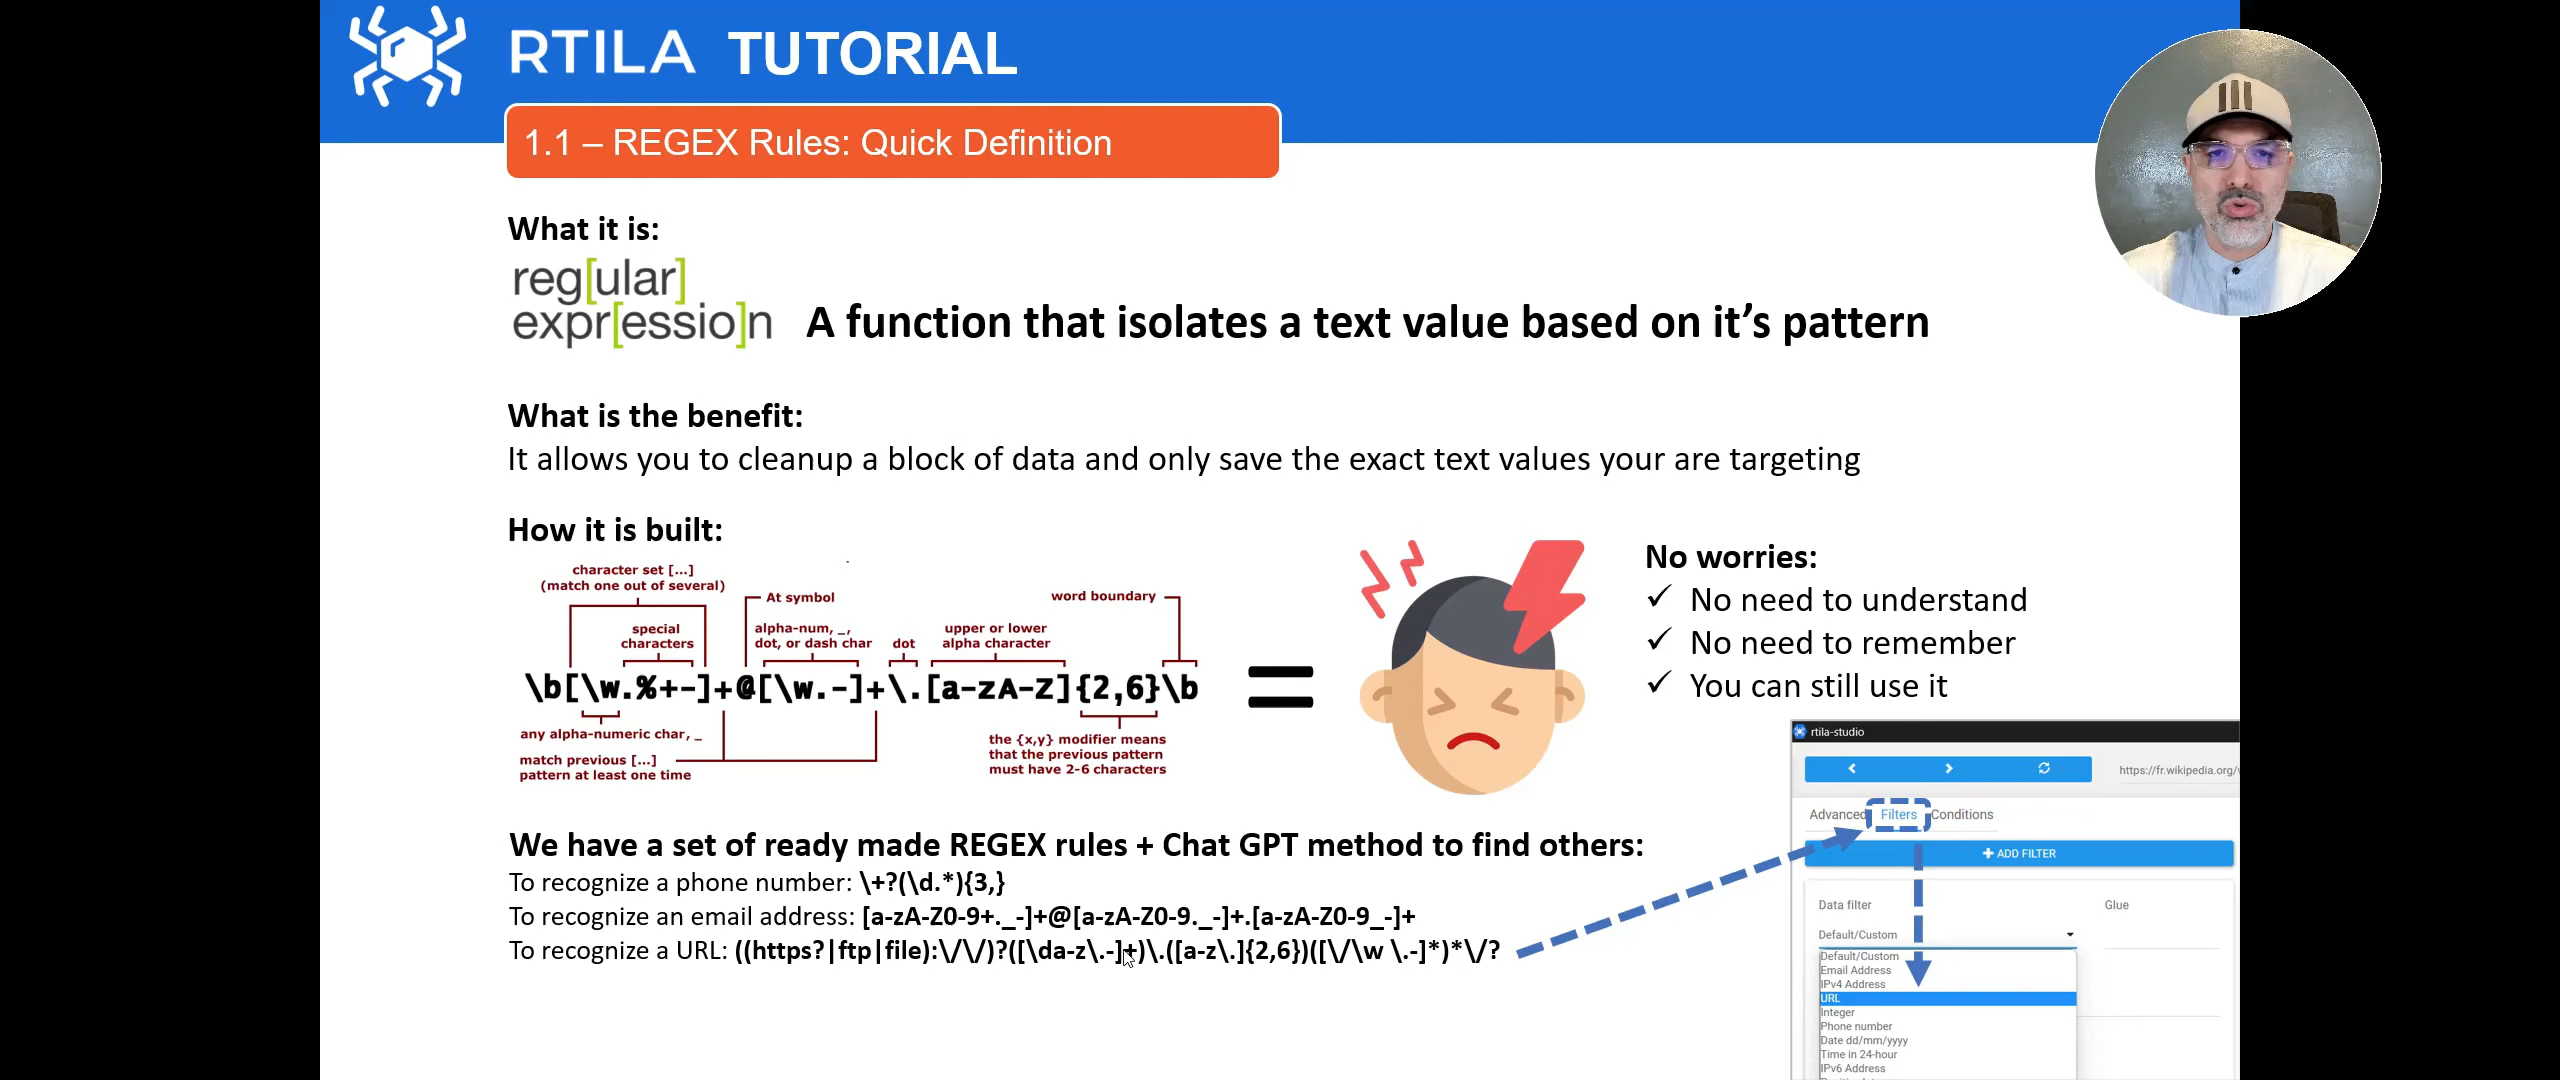 RTILA TUTORIAL
1.1 – REGEX Rules: Quick Definition
What it is:
reg[ular]
expr[essio]n
A function that isolates a text value based on it's pattern
What is the benefit:
It allows you to cleanup a block of data and only save the exact text values your are targeting
How it is built:
character set [...]
(match one out of several)
special
characters
At symbol
alpha-num, _,
dot, or dash char
dot
upper or lower
alpha character
word boundary
\b[\w.%+-]+@[\w.-]+\.[a-zA-Z]{2,6}\b
any alpha-numeric char, _
match previous [...]
pattern at least one time
the {x,y} modifier means
that the previous pattern
must have 2-6 characters
=
No worries:
✓ No need to understand
✓ No need to remember
✓ You can still use it
We have a set of ready made REGEX rules + Chat GPT method to find others:
To recognize a phone number: \+?(\d.*){3,}
To recognize an email address: [a-zA-Z0-9+._-]+@[a-zA-Z0-9._-]+.[a-zA-Z0-9_-]+
To recognize a URL: ((https?|ftp|file):\/\/)?([\da-z\.-]+)\.([a-z\.]{2,6})([\/\w \.-]*)*\/?
rtila-studio
https://fr.wikipedia.org/
Advanced Filters Conditions
+ ADD FILTER
Data filter Glue
Default/Custom
Default/Custom
Email Address
IPv4 Address
URL
Integer
Phone number
Date dd/mm/yyyy
Time in 24-hour
IPv6 Address